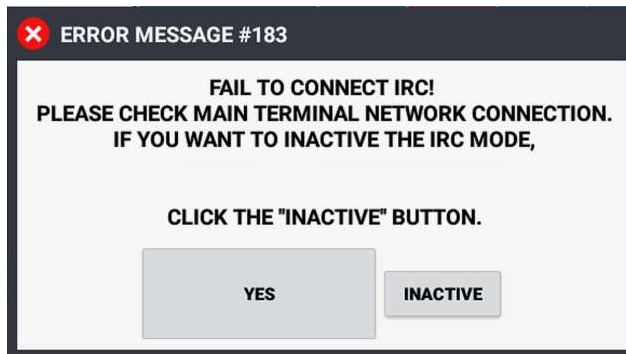 ERROR MESSAGE #183
FAIL TO CONNECT IRC!
PLEASE CHECK MAIN TERMINAL NETWORK CONNECTION.
IF YOU WANT TO INACTIVE THE IRC MODE,
CLICK THE "INACTIVE" BUTTON.
YES
INACTIVE